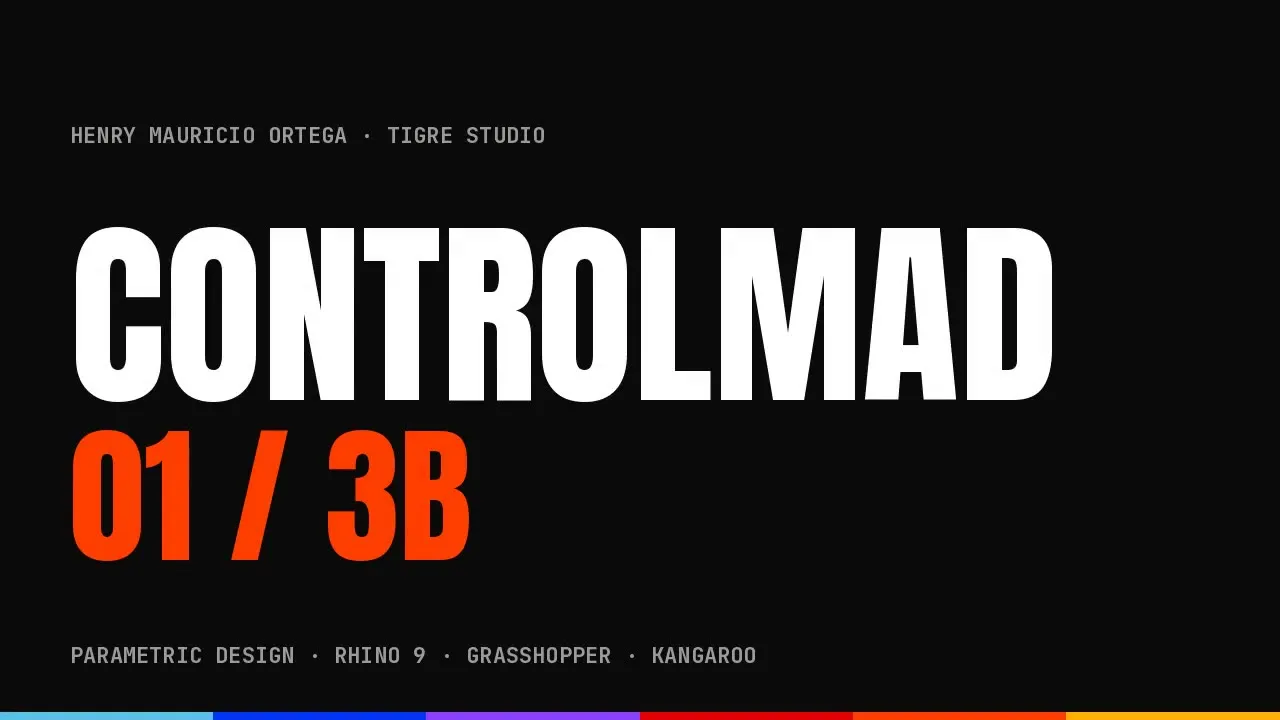 HENRY MAURICIO ORTEGA · TIGRE STUDIO
CONTROLMAD
01 / 3B
PARAMETRIC DESIGN · RHINO 9 · GRASSHOPPER · KANGAROO